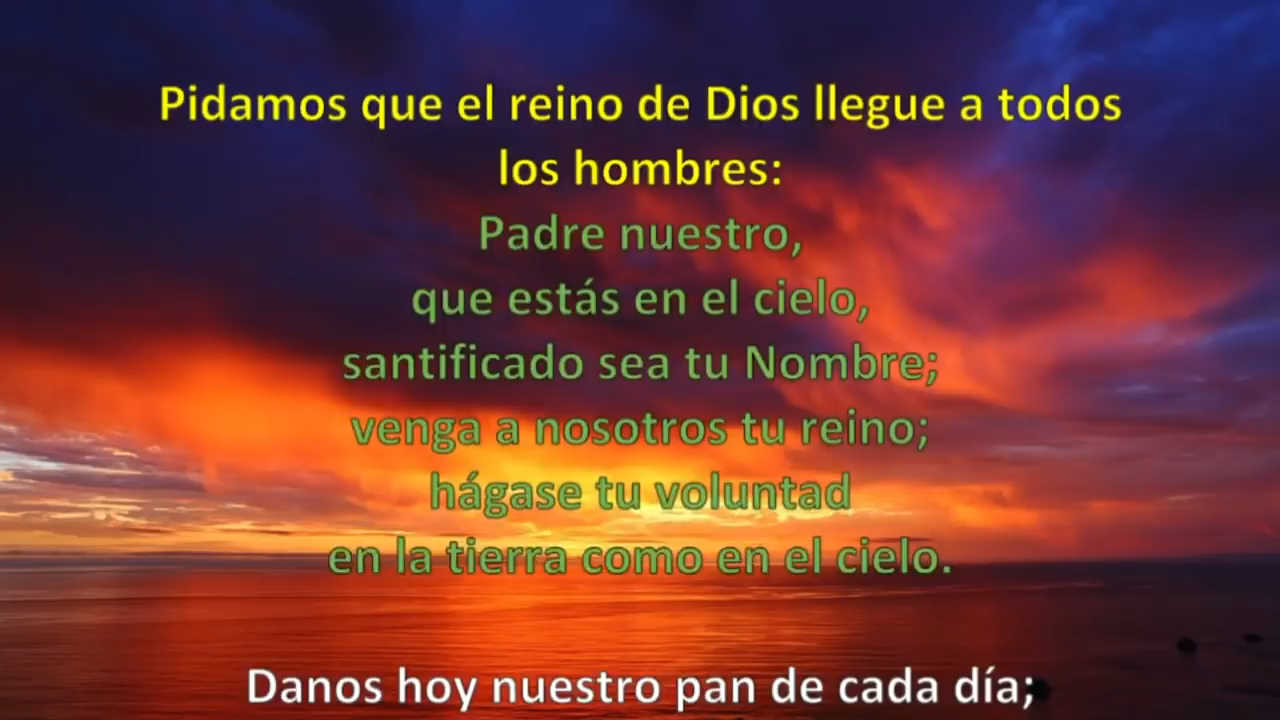 Pidamos que el reino de Dios llegue a todos
los hombres:
Padre nuestro,
que estás en el cielo,
santificado sea tu Nombre;
venga a nosotros tu reino;
hágase tu voluntad
en la tierra como en el cielo.
Danos hoy nuestro pan de cada día;